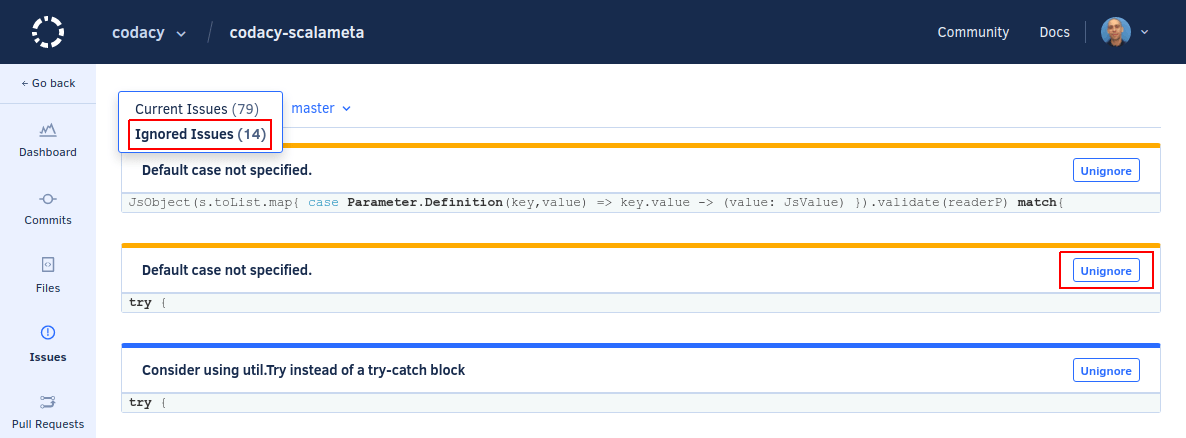 codacy / codacy-scalameta
Community Docs
← Go back
Dashboard
Commits
Files
Issues
Pull Requests
Current Issues (79)
Ignored Issues (14)
master
Default case not specified.
Unignore
JsObject(s.toList.map{ case Parameter.Definition(key,value) => key.value -> (value: JsValue) }).validate(readerP) match{
Default case not specified.
Unignore
try {
Consider using util.Try instead of a try-catch block
Unignore
try {